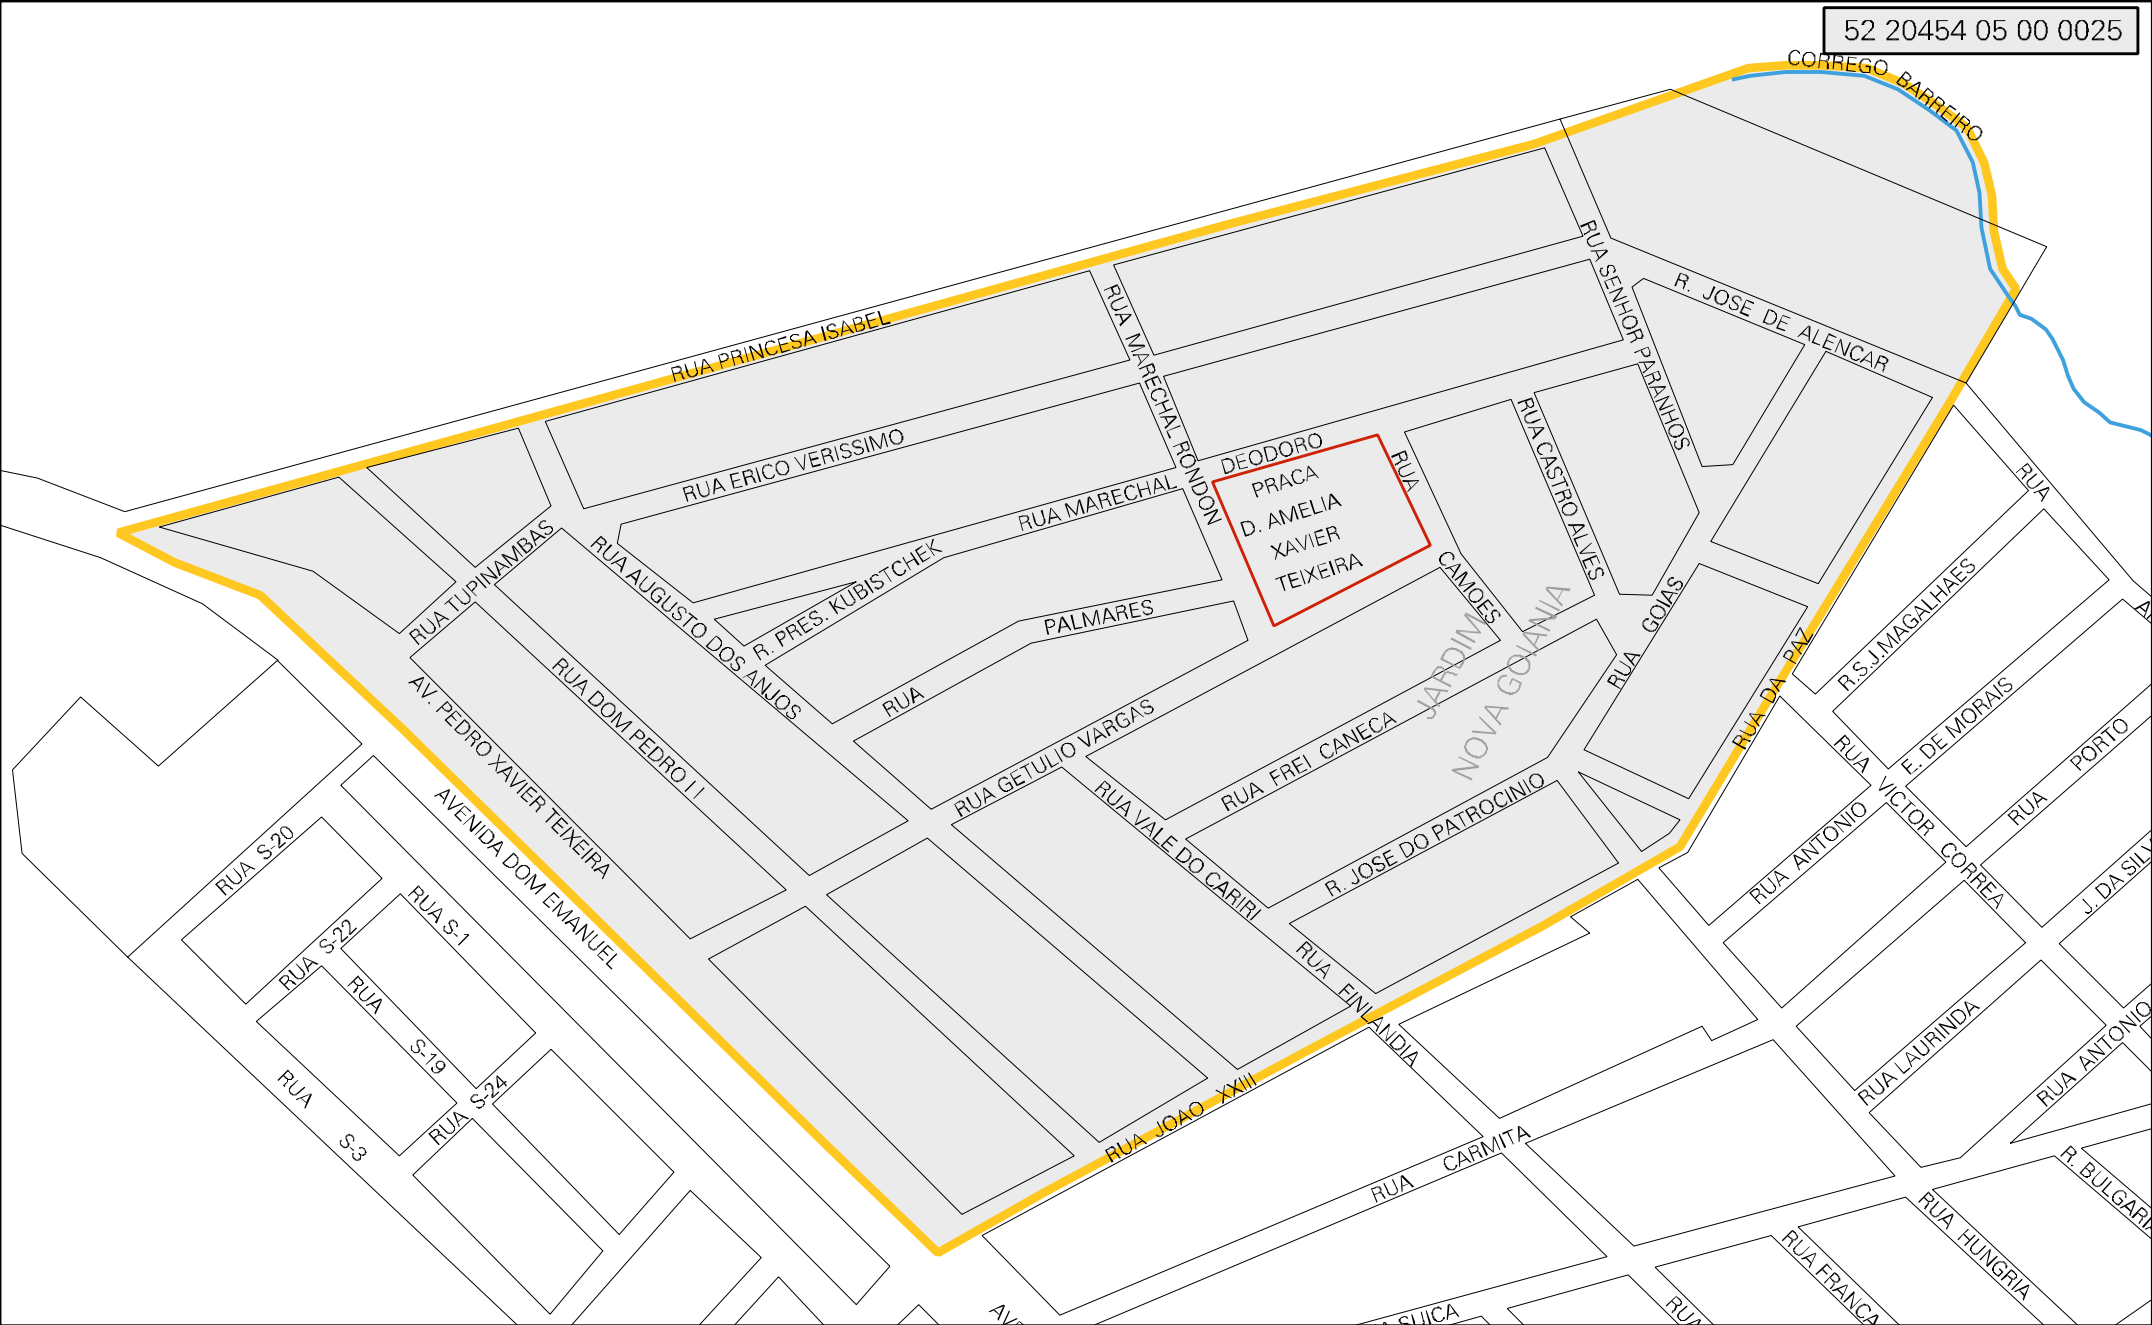 52 20454 05 00 0025
CORREGO BARREIRO
RUA PRINCESA ISABEL
RUA SENHOR PARANHOS
R. JOSE DE ALENCAR
RUA MARECHAL RONDON
RUA ERICO VERISSIMO
RUA MARECHAL DEODORO
PRACA
D. AMELIA
XAVIER
TEIXEIRA
RUA CAMOES
RUA CASTRO ALVES
RUA TUPINAMBAS
RUA AUGUSTO DOS ANJOS
R. PRES. KUBISTCHEK
RUA PALMARES
RUA DOM PEDRO II
AV. PEDRO XAVIER TEIXEIRA
RUA GETULIO VARGAS
RUA FREI CANECA
JARDIM
NOVA GOIANIA
RUA GOIAS
RUA DA PAZ
RUA VALE DO CARIRI
R. JOSE DO PATROCINIO
AVENIDA DOM EMANUEL
RUA FINLANDIA
RUA JOAO XXIII
RUA S-20
RUA S-22
RUA S-1
RUA S-19
RUA S-24
RUA S-3
RUA
R.S.J.MAGALHAES
E. DE MORAIS
RUA PORTO
RUA VICTOR CORREA
RUA ANTONIO
J. DA SILV
RUA LAURINDA
RUA ANTONIO
R. BULGARIA
RUA CARMITA
RUA HUNGRIA
RUA FRANCA
RUA
SUICA